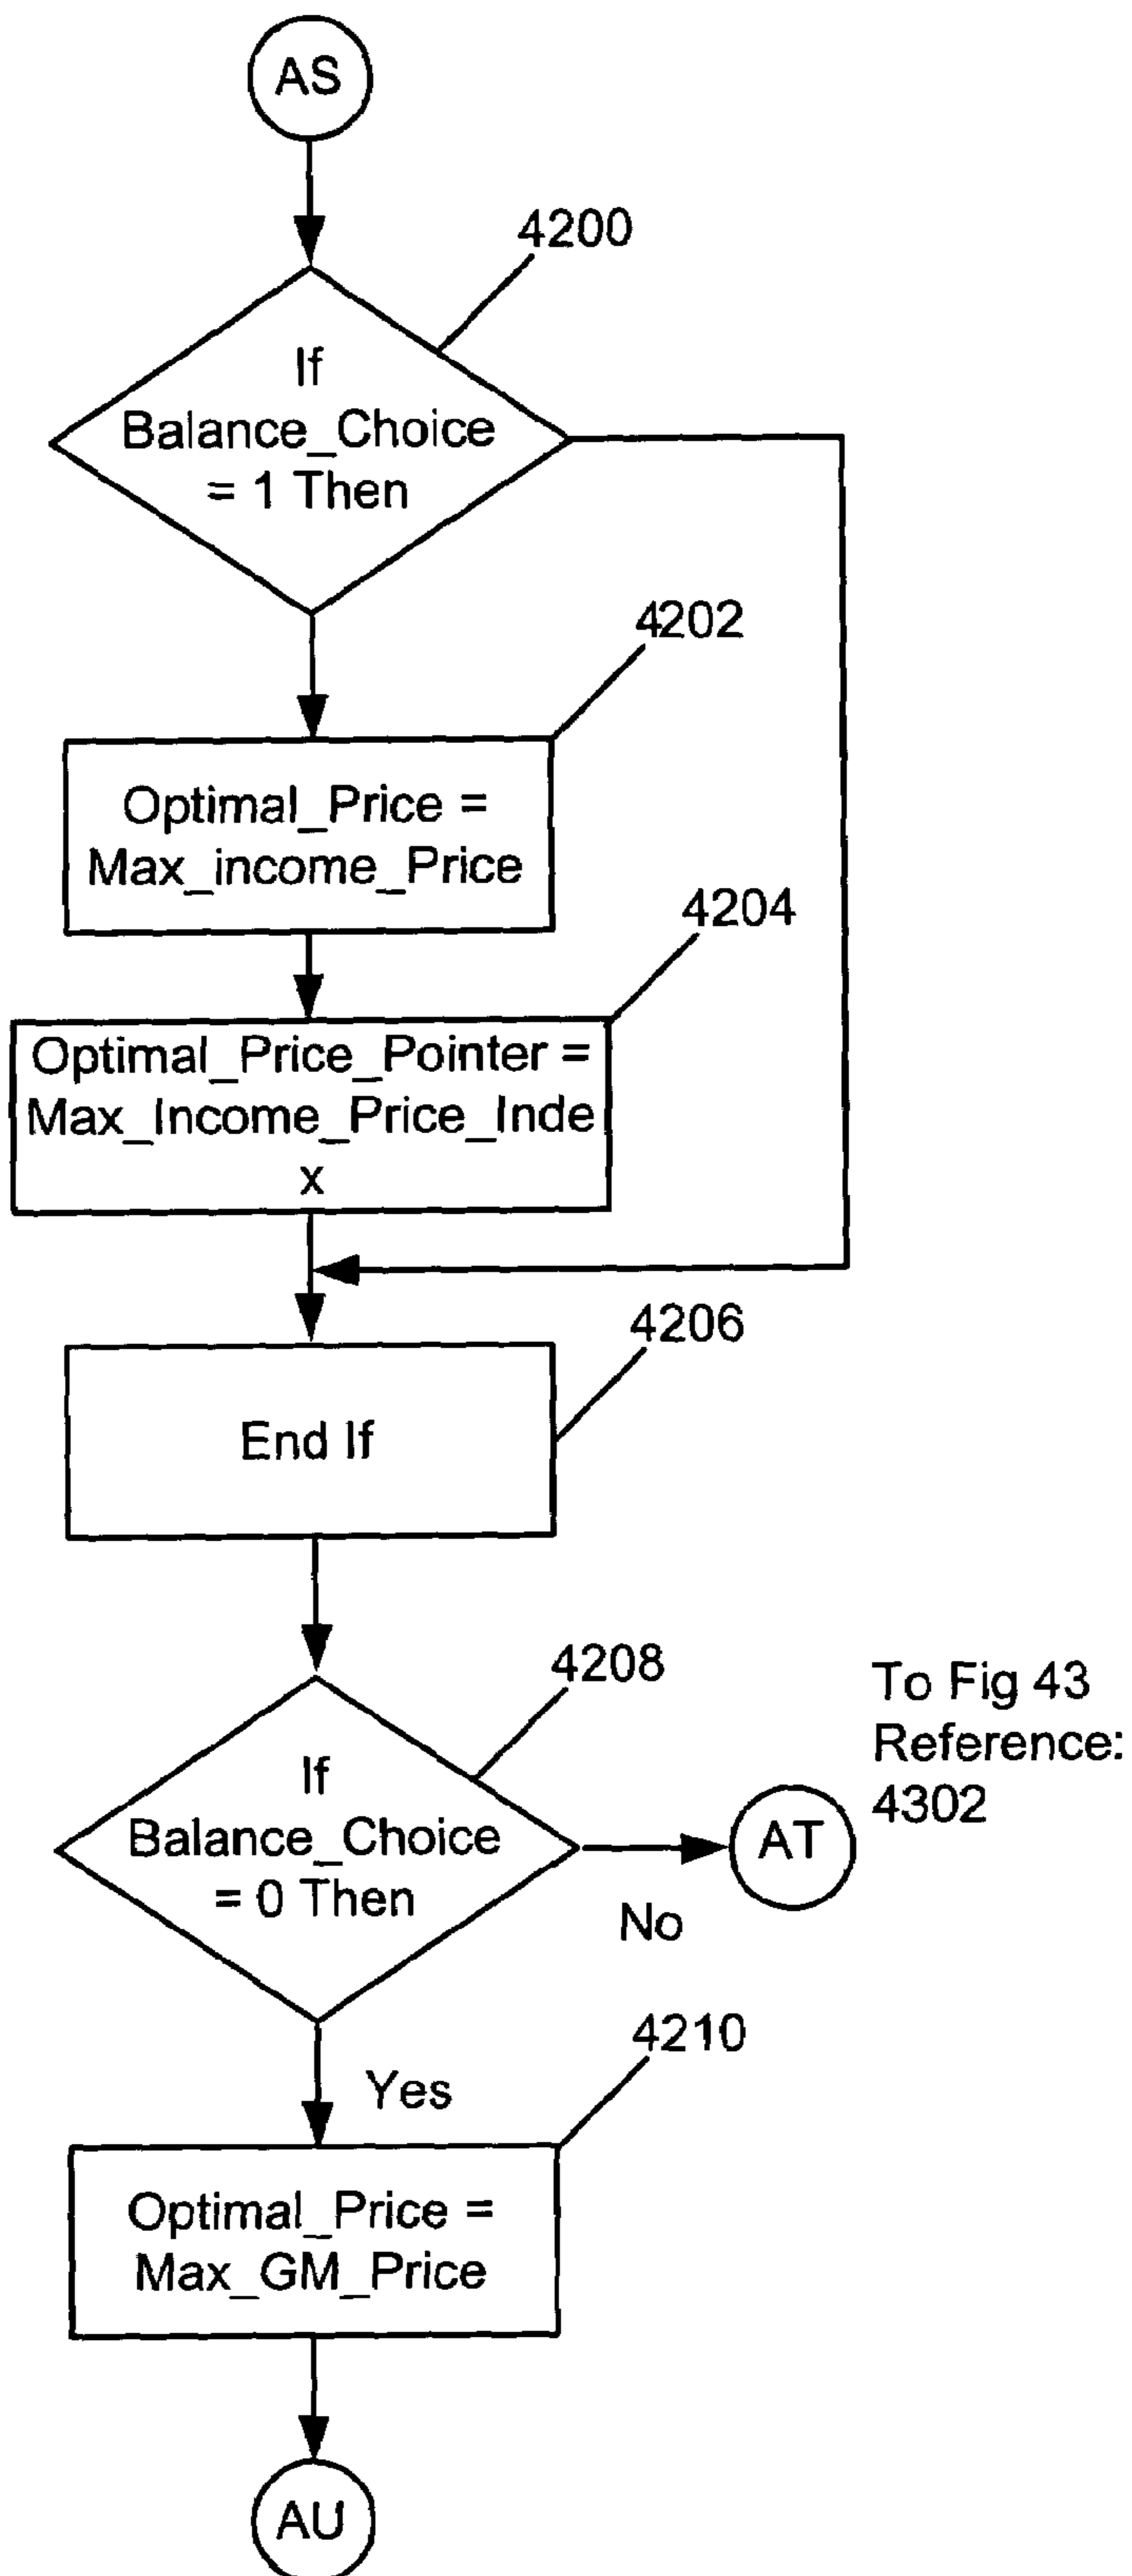 AS
4200
If
Balance_Choice
= 1 Then
4202
Optimal_Price =
Max_income_Price
4204
Optimal_Price_Pointer =
Max_Income_Price_Inde
x
4206
End If
4208
To Fig 43
Reference:
4302
If
Balance_Choice
= 0 Then
AT
No
4210
Yes
Optimal_Price =
Max_GM_Price
AU